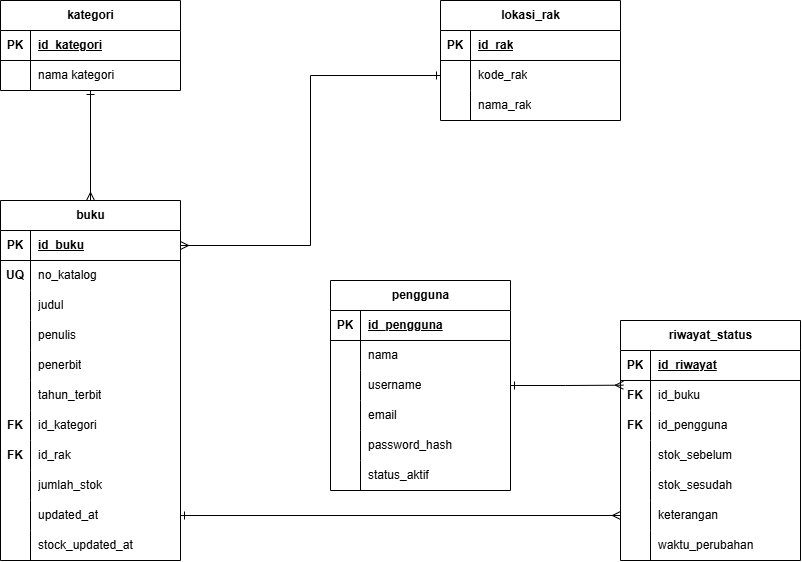 kategori
PK id_kategori
nama kategori
lokasi_rak
PK id_rak
kode_rak
nama_rak
buku
PK id_buku
UQ no_katalog
judul
penulis
penerbit
tahun_terbit
FK id_kategori
FK id_rak
jumlah_stok
updated_at
stock_updated_at
pengguna
PK id_pengguna
nama
username
email
password_hash
status_aktif
riwayat_status
PK id_riwayat
FK id_buku
FK id_pengguna
stok_sebelum
stok_sesudah
keterangan
waktu_perubahan